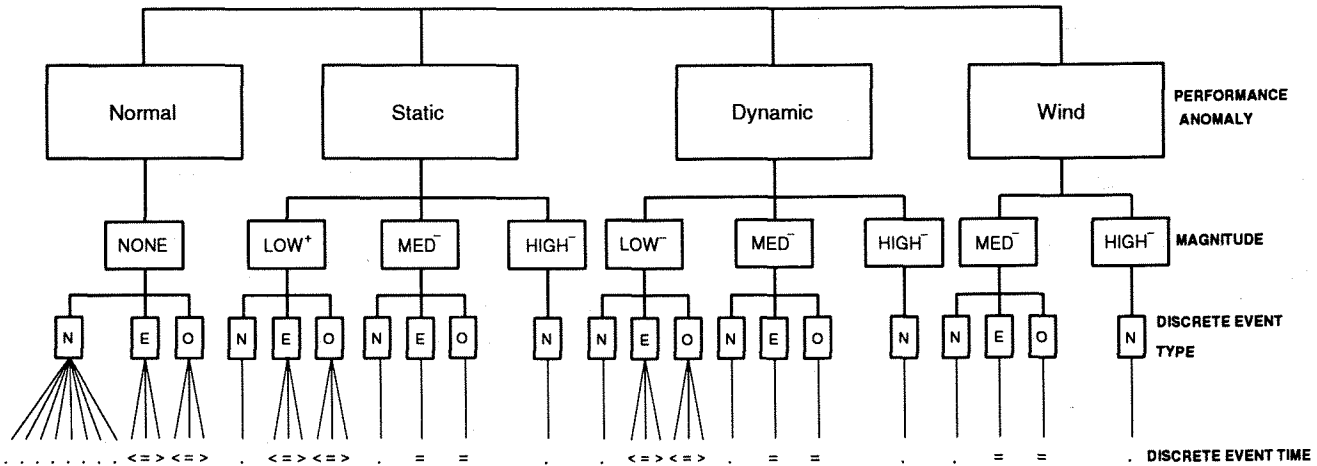 Normal Static Dynamic Wind PERFORMANCE
ANOMALY
NONE LOW⁺ MED⁻ HIGH⁻ LOW⁻ MED⁻ HIGH⁻ MED⁻ HIGH⁻ MAGNITUDE
N E O N E O N E O N N E O N E O N N E O N DISCRETE EVENT
TYPE
. . . . . . . . < = > < = > . < = > < = > . = = . . < = > < = > . = = . . = = . DISCRETE EVENT TIME